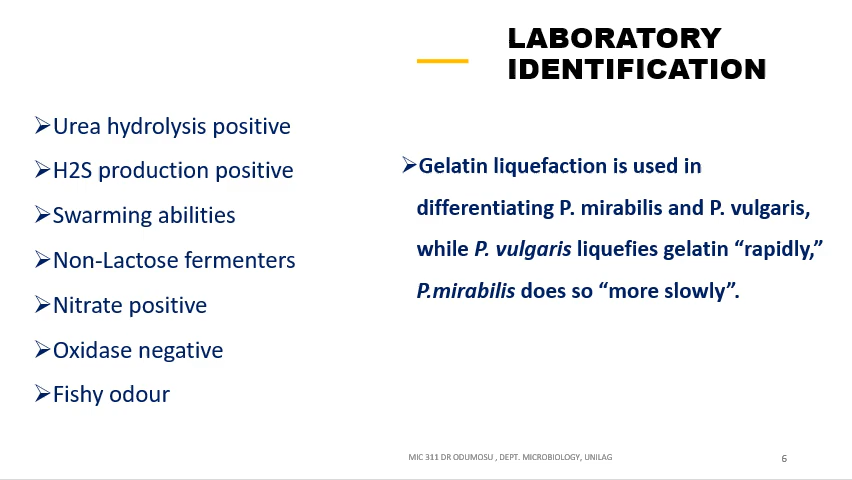 LABORATORY
IDENTIFICATION
Urea hydrolysis positive
H2S production positive
Swarming abilities
Non-Lactose fermenters
Nitrate positive
Oxidase negative
Fishy odour
Gelatin liquefaction is used in
differentiating P. mirabilis and P. vulgaris,
while P. vulgaris liquefies gelatin “rapidly,”
P.mirabilis does so “more slowly”.
MIC 311 DR ODUMOSU , DEPT. MICROBIOLOGY, UNILAG
6